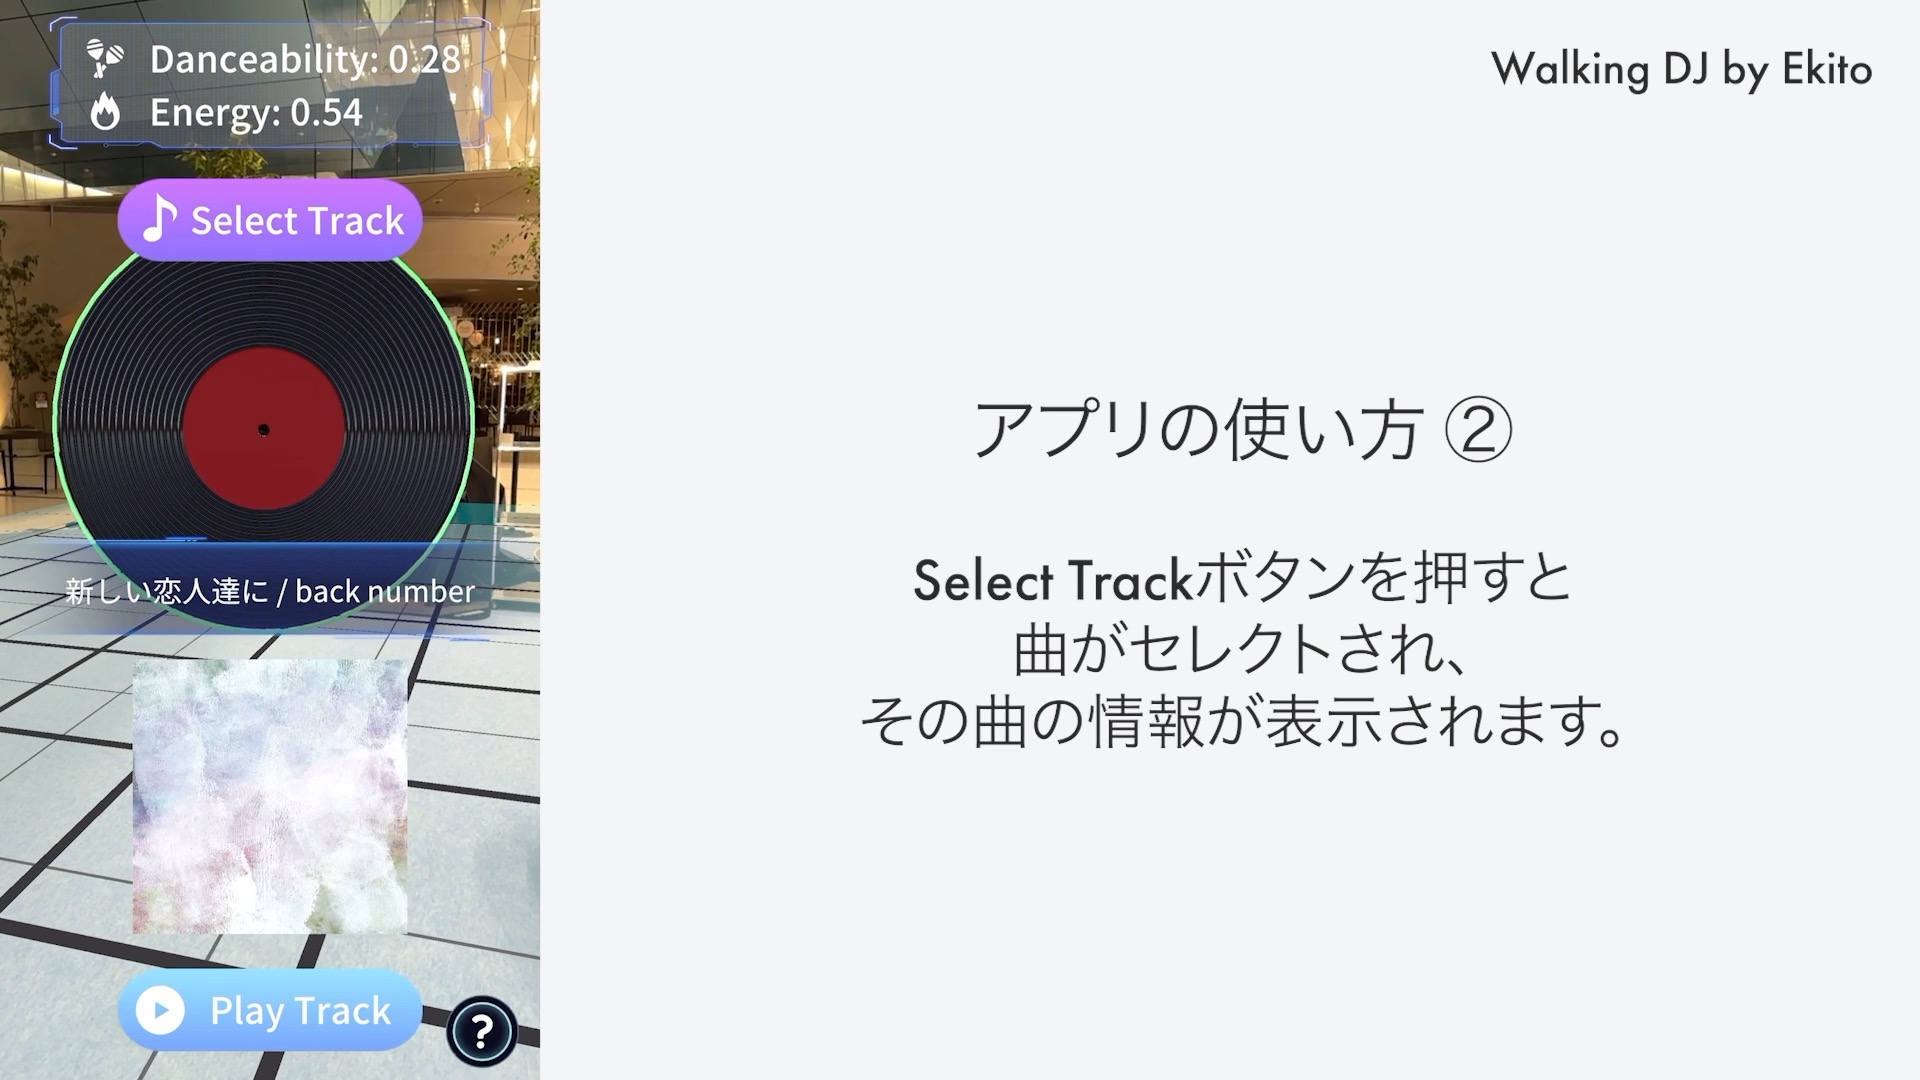 Danceability: 0.28
Energy: 0.54
Select Track
新しい恋人達に / back number
Play Track
?
Walking DJ by Ekito
アプリの使い方 ②
Select Trackボタンを押すと
曲がセレクトされ、
その曲の情報が表示されます。